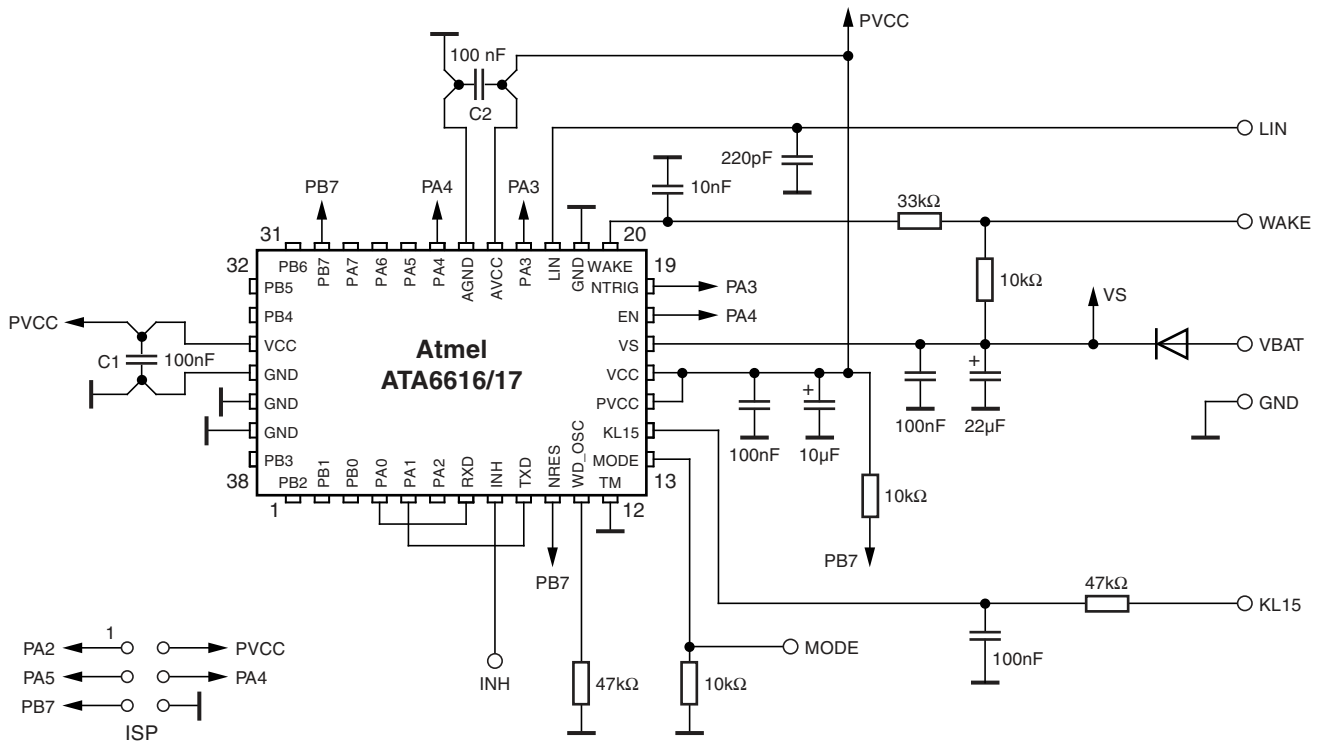 PVCC
100 nF
C2
LIN
220pF
10nF
PB7
PA4
PA3
33kΩ
WAKE
31
20
32
19
PB6
PB7
PA7
PA6
PA5
PA4
AGND
AVCC
PA3
LIN
GND
WAKE
PB5
NTRIG
PA3
10kΩ
PB4
EN
PA4
VS
PVCC
C1
100nF
VCC
Atmel
ATA6616/17
VS
VBAT
GND
VCC
GND
PVCC
+
+
100nF
22µF
GND
GND
KL15
100nF
10µF
PB3
MODE
38
13
PB2
PB1
PB0
PA0
PA1
PA2
RXD
INH
TXD
NRES
WD_OSC
TM
1
12
10kΩ
PB7
PB7
47kΩ
KL15
1
PA2
PVCC
MODE
100nF
PA5
PA4
INH
47kΩ
10kΩ
PB7
ISP